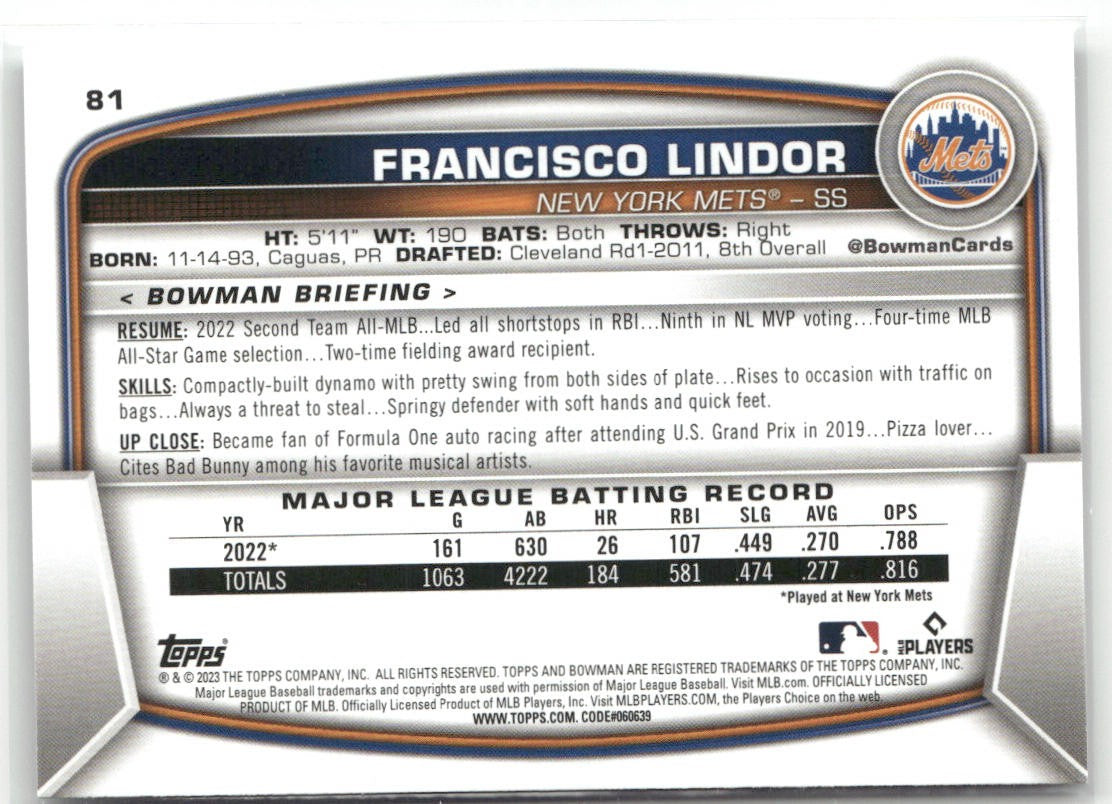 81
FRANCISCO LINDOR
Mets
NEW YORK METS® – SS
HT: 5'11" WT: 190 BATS: Both THROWS: Right
BORN: 11-14-93, Caguas, PR DRAFTED: Cleveland Rd1-2011, 8th Overall @BowmanCards
< BOWMAN BRIEFING >
RESUME: 2022 Second Team All-MLB...Led all shortstops in RBI...Ninth in NL MVP voting...Four-time MLB
All-Star Game selection...Two-time fielding award recipient.
SKILLS: Compactly-built dynamo with pretty swing from both sides of plate...Rises to occasion with traffic on
bags...Always a threat to steal...Springy defender with soft hands and quick feet.
UP CLOSE: Became fan of Formula One auto racing after attending U.S. Grand Prix in 2019...Pizza lover...
Cites Bad Bunny among his favorite musical artists.
MAJOR LEAGUE BATTING RECORD
YR G AB HR RBI SLG AVG OPS
2022* 161 630 26 107 .449 .270 .788
TOTALS 1063 4222 184 581 .474 .277 .816
*Played at New York Mets
Topps® MLB PLAYERS
® & © 2023 THE TOPPS COMPANY, INC. ALL RIGHTS RESERVED. TOPPS AND BOWMAN ARE REGISTERED TRADEMARKS OF THE TOPPS COMPANY, INC.
Major League Baseball trademarks and copyrights are used with permission of Major League Baseball. Visit MLB.com. OFFICIALLY LICENSED
PRODUCT OF MLB. Officially Licensed Product of MLB Players, Inc. Visit MLBPLAYERS.COM, the Players Choice on the web.
WWW.TOPPS.COM. CODE#060639